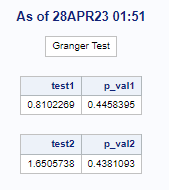 As of 28APR23 01:51
Granger Test
test1 p_val1
0.8102269 0.4458395
test2 p_val2
1.6505738 0.4381093